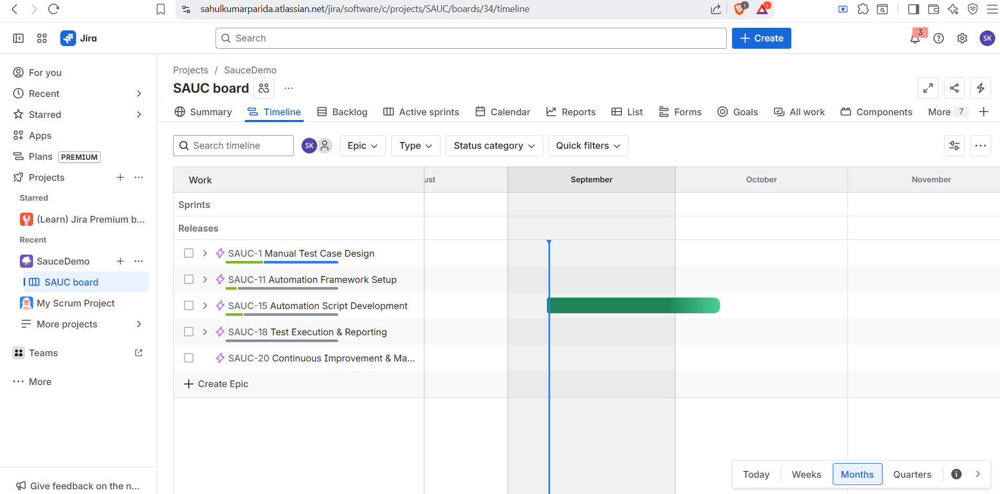 sahulkumarparida.atlassian.net/jira/software/c/projects/SAUC/boards/34/timeline
1
1
Jira
Search
Create
3
SK
For you
Recent
Starred
Apps
Plans PREMIUM
Projects
Starred
(Learn) Jira Premium b...
Recent
SauceDemo
SAUC board
My Scrum Project
More projects
Teams
More
Give feedback on the n...
Projects / SauceDemo
SAUC board
Summary Timeline Backlog Active sprints Calendar Reports List Forms Goals All work Components More 7
Search timeline SK Epic Type Status category Quick filters
Work ust September October November
Sprints
Releases
SAUC-1 Manual Test Case Design
SAUC-11 Automation Framework Setup
SAUC-15 Automation Script Development
SAUC-18 Test Execution & Reporting
SAUC-20 Continuous Improvement & Ma...
Create Epic
Today Weeks Months Quarters